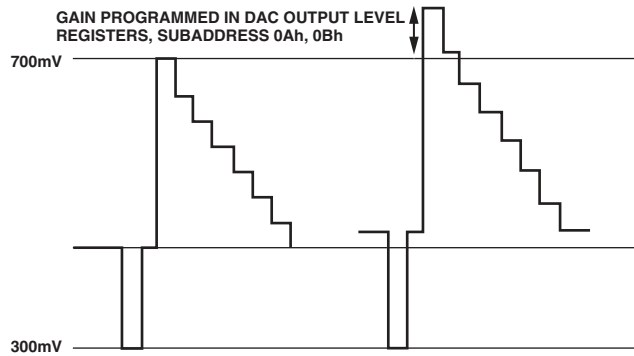 GAIN PROGRAMMED IN DAC OUTPUT LEVEL
REGISTERS, SUBADDRESS 0Ah, 0Bh
700mV
300mV